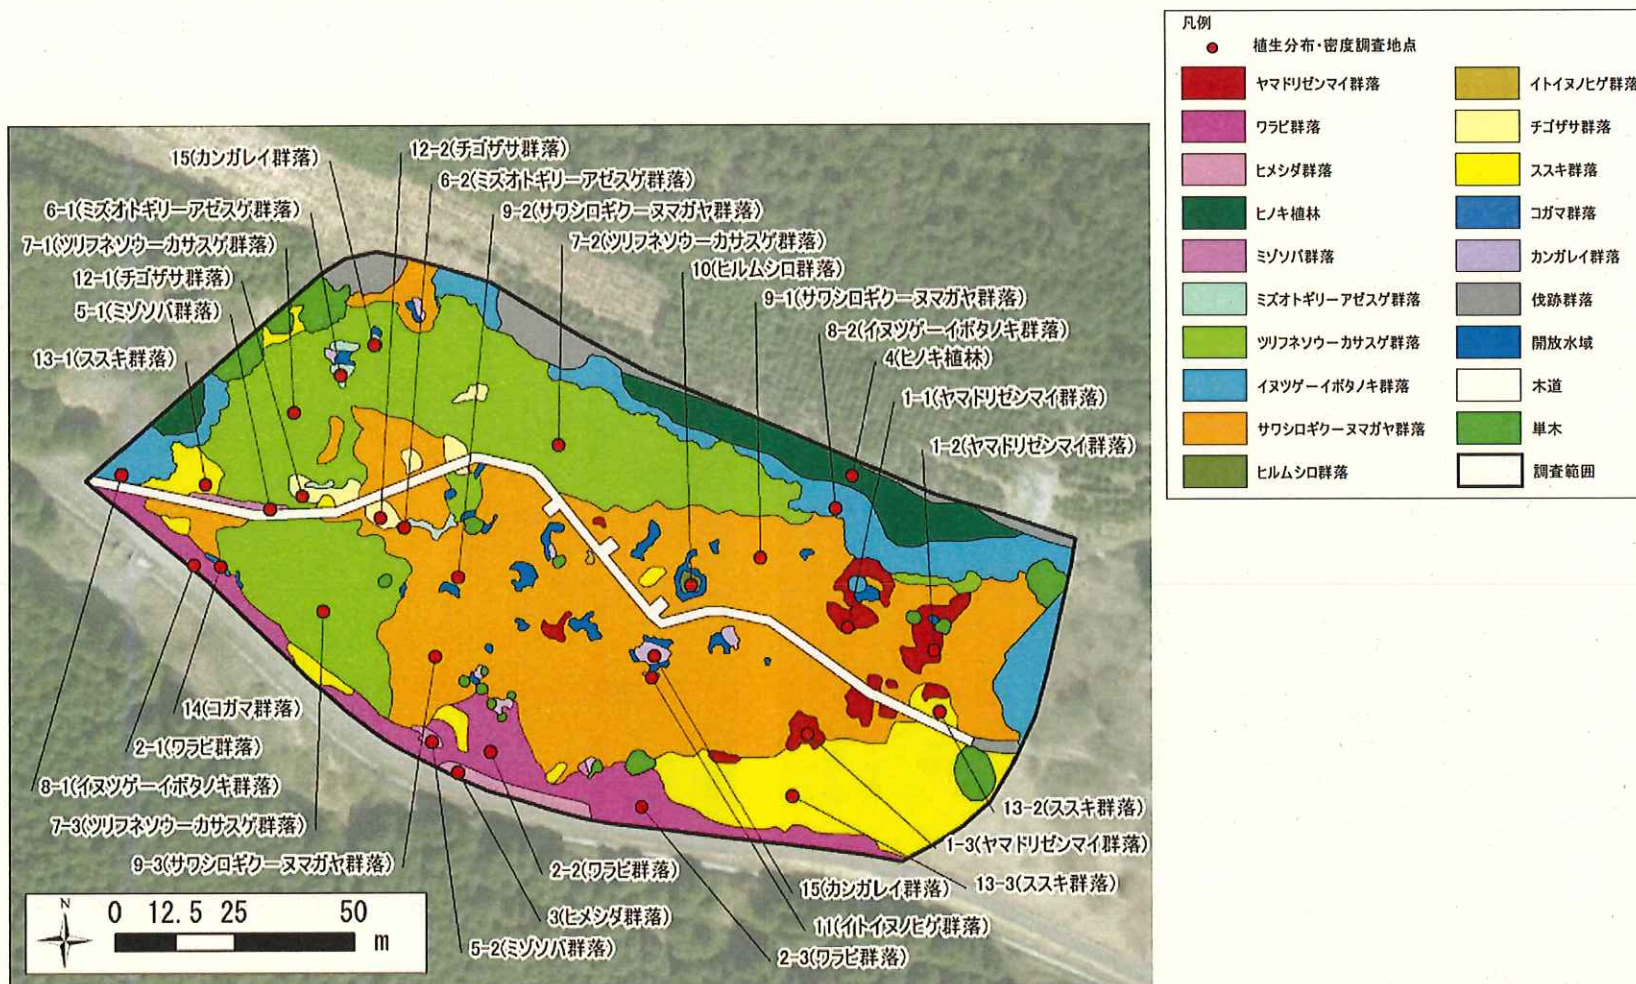 凡例
植生分布・密度調査地点
ヤマドリゼンマイ群落
ワラビ群落
ヒメシダ群落
ヒノキ植林
ミゾソバ群落
ミズオトギリーアゼスゲ群落
ツリフネソウーカサスゲ群落
イヌツゲーイボタノキ群落
サワシロギクーヌマガヤ群落
ヒルムシロ群落
イトイヌノヒゲ群落
チゴザサ群落
ススキ群落
コガマ群落
カンガレイ群落
伐跡群落
開放水域
木道
単木
調査範囲
15(カンガレイ群落)
12-2(チゴザサ群落)
6-2(ミズオトギリーアゼスゲ群落)
6-1(ミズオトギリーアゼスゲ群落)
9-2(サワシロギクーヌマガヤ群落)
7-1(ツリフネソウーカサスゲ群落)
7-2(ツリフネソウーカサスゲ群落)
12-1(チゴザサ群落)
10(ヒルムシロ群落)
5-1(ミゾソバ群落)
9-1(サワシロギクーヌマガヤ群落)
8-2(イヌツゲーイボタノキ群落)
13-1(ススキ群落)
4(ヒノキ植林)
1-1(ヤマドリゼンマイ群落)
1-2(ヤマドリゼンマイ群落)
14(コガマ群落)
2-1(ワラビ群落)
8-1(イヌツゲーイボタノキ群落)
7-3(ツリフネソウーカサスゲ群落)
9-3(サワシロギクーヌマガヤ群落)
2-2(ワラビ群落)
3(ヒメシダ群落)
5-2(ミゾソバ群落)
13-2(ススキ群落)
1-3(ヤマドリゼンマイ群落)
13-3(ススキ群落)
15(カンガレイ群落)
11(イトイヌノヒゲ群落)
2-3(ワラビ群落)
N
0 12.5 25 50
m